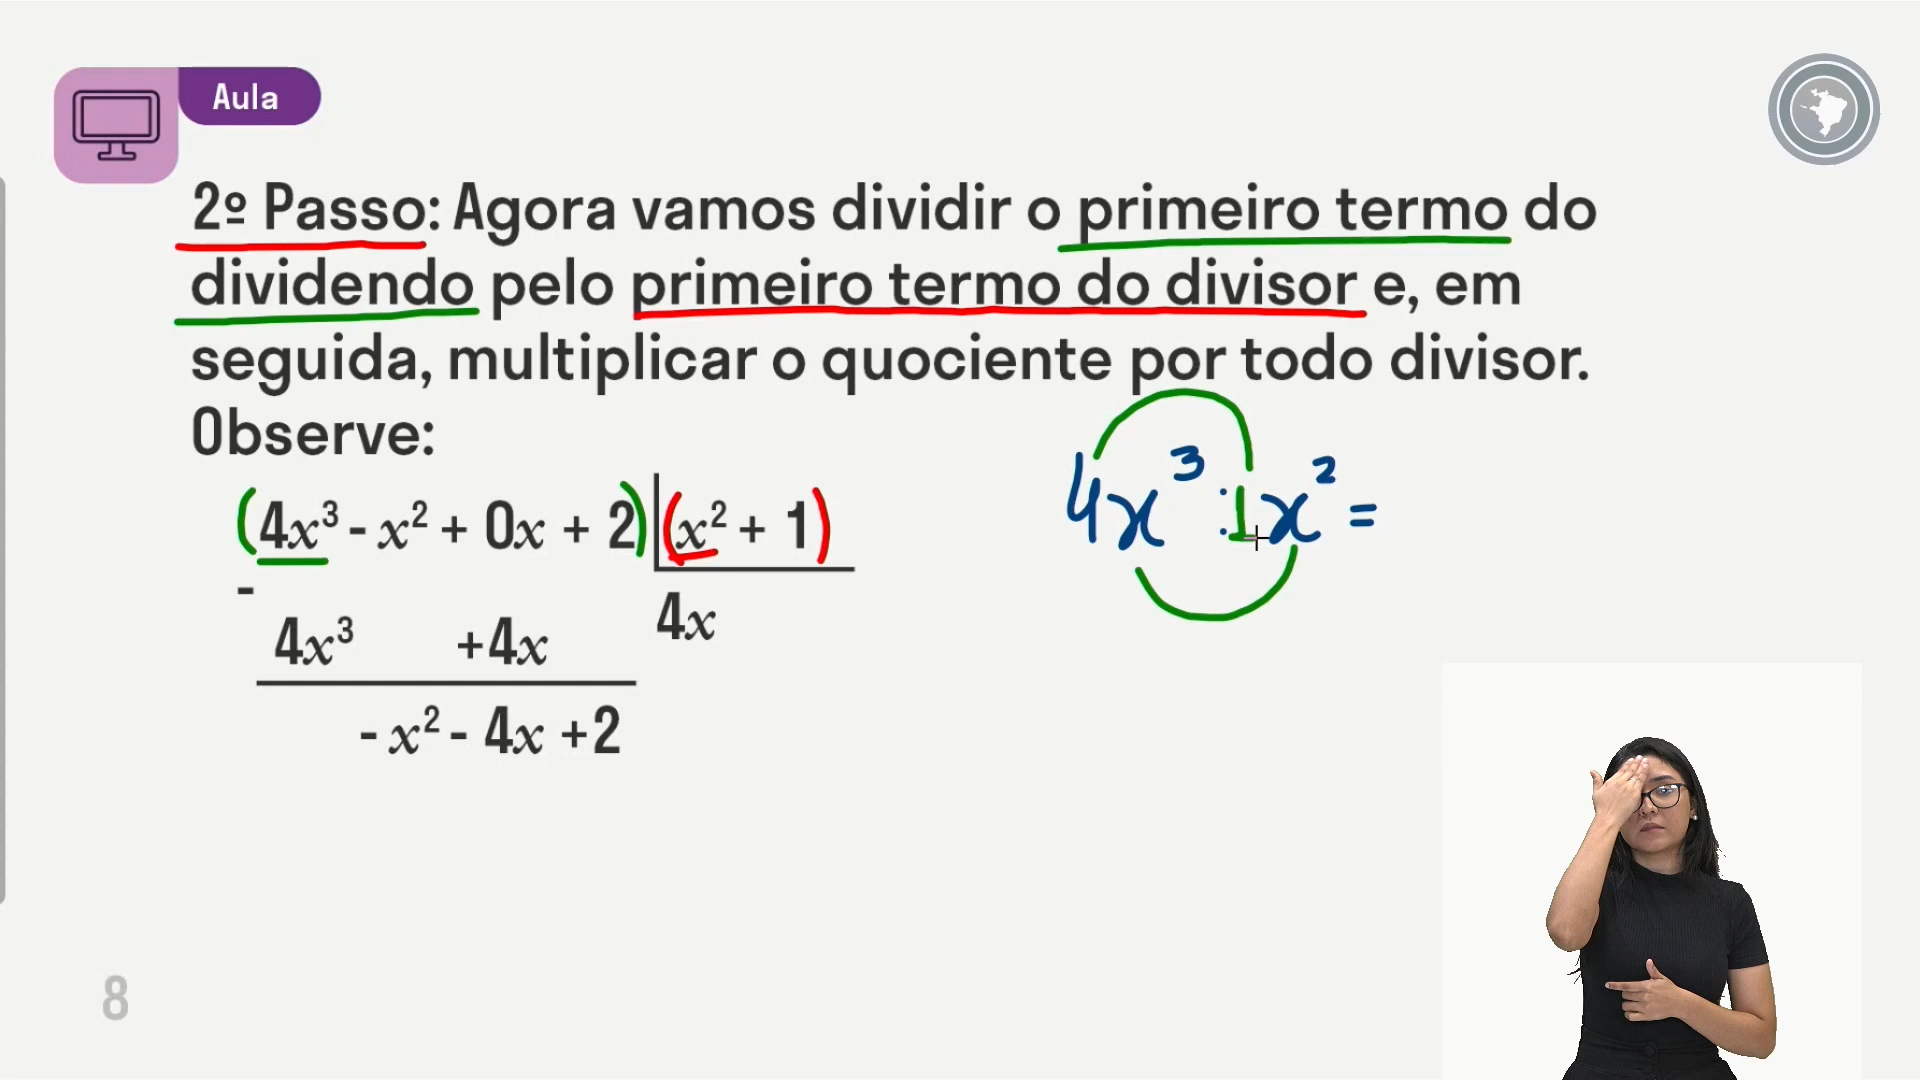 Aula
2º Passo: Agora vamos dividir o primeiro termo do
dividendo pelo primeiro termo do divisor e, em
seguida, multiplicar o quociente por todo divisor.
Observe:
(4x³ - x² + 0x + 2) (x² + 1)
-
4x
4x³ +4x
- x² - 4x +2
4x³ : 1x² =
8